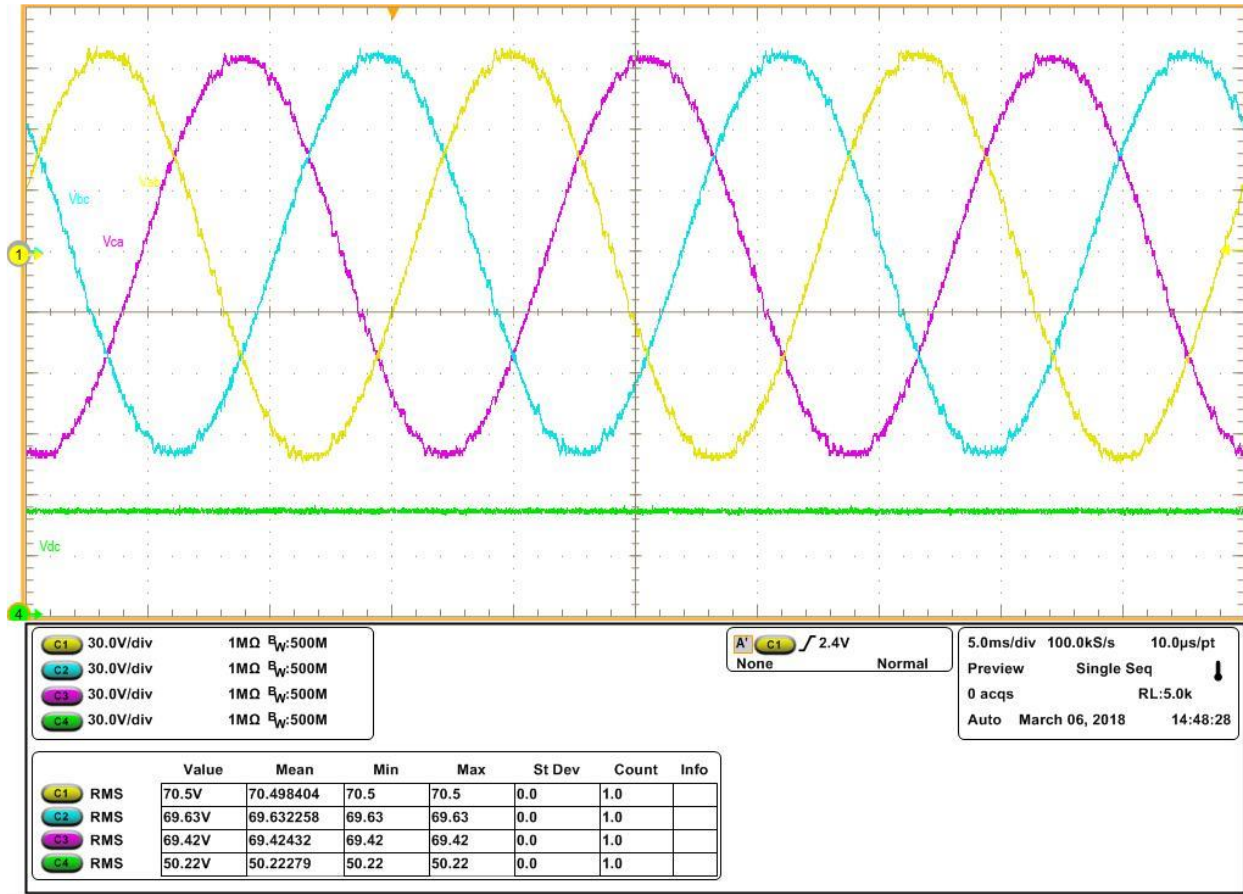 Vab
Vbc
Vca
1
Vdc
4
C1 30.0V/div 1MΩ BW:500M
C2 30.0V/div 1MΩ BW:500M
C3 30.0V/div 1MΩ BW:500M
C4 30.0V/div 1MΩ BW:500M
A' C1 2.4V
None Normal
5.0ms/div 100.0kS/s 10.0µs/pt
Preview Single Seq
0 acqs RL:5.0k
Auto March 06, 2018 14:48:28
Value Mean Min Max St Dev Count Info
C1 RMS 70.5V 70.498404 70.5 70.5 0.0 1.0
C2 RMS 69.63V 69.632258 69.63 69.63 0.0 1.0
C3 RMS 69.42V 69.42432 69.42 69.42 0.0 1.0
C4 RMS 50.22V 50.22279 50.22 50.22 0.0 1.0